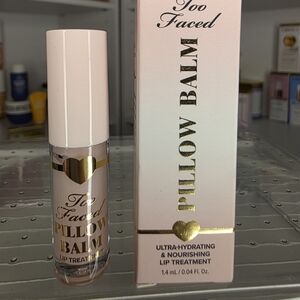 Too
Faced
PILLOW
BALM
LIP TREATMENT
Too
Faced
PILLOW BALM
ULTRA-HYDRATING
& NOURISHING
LIP TREATMENT
1.4 mL / 0.04 Fl. Oz.